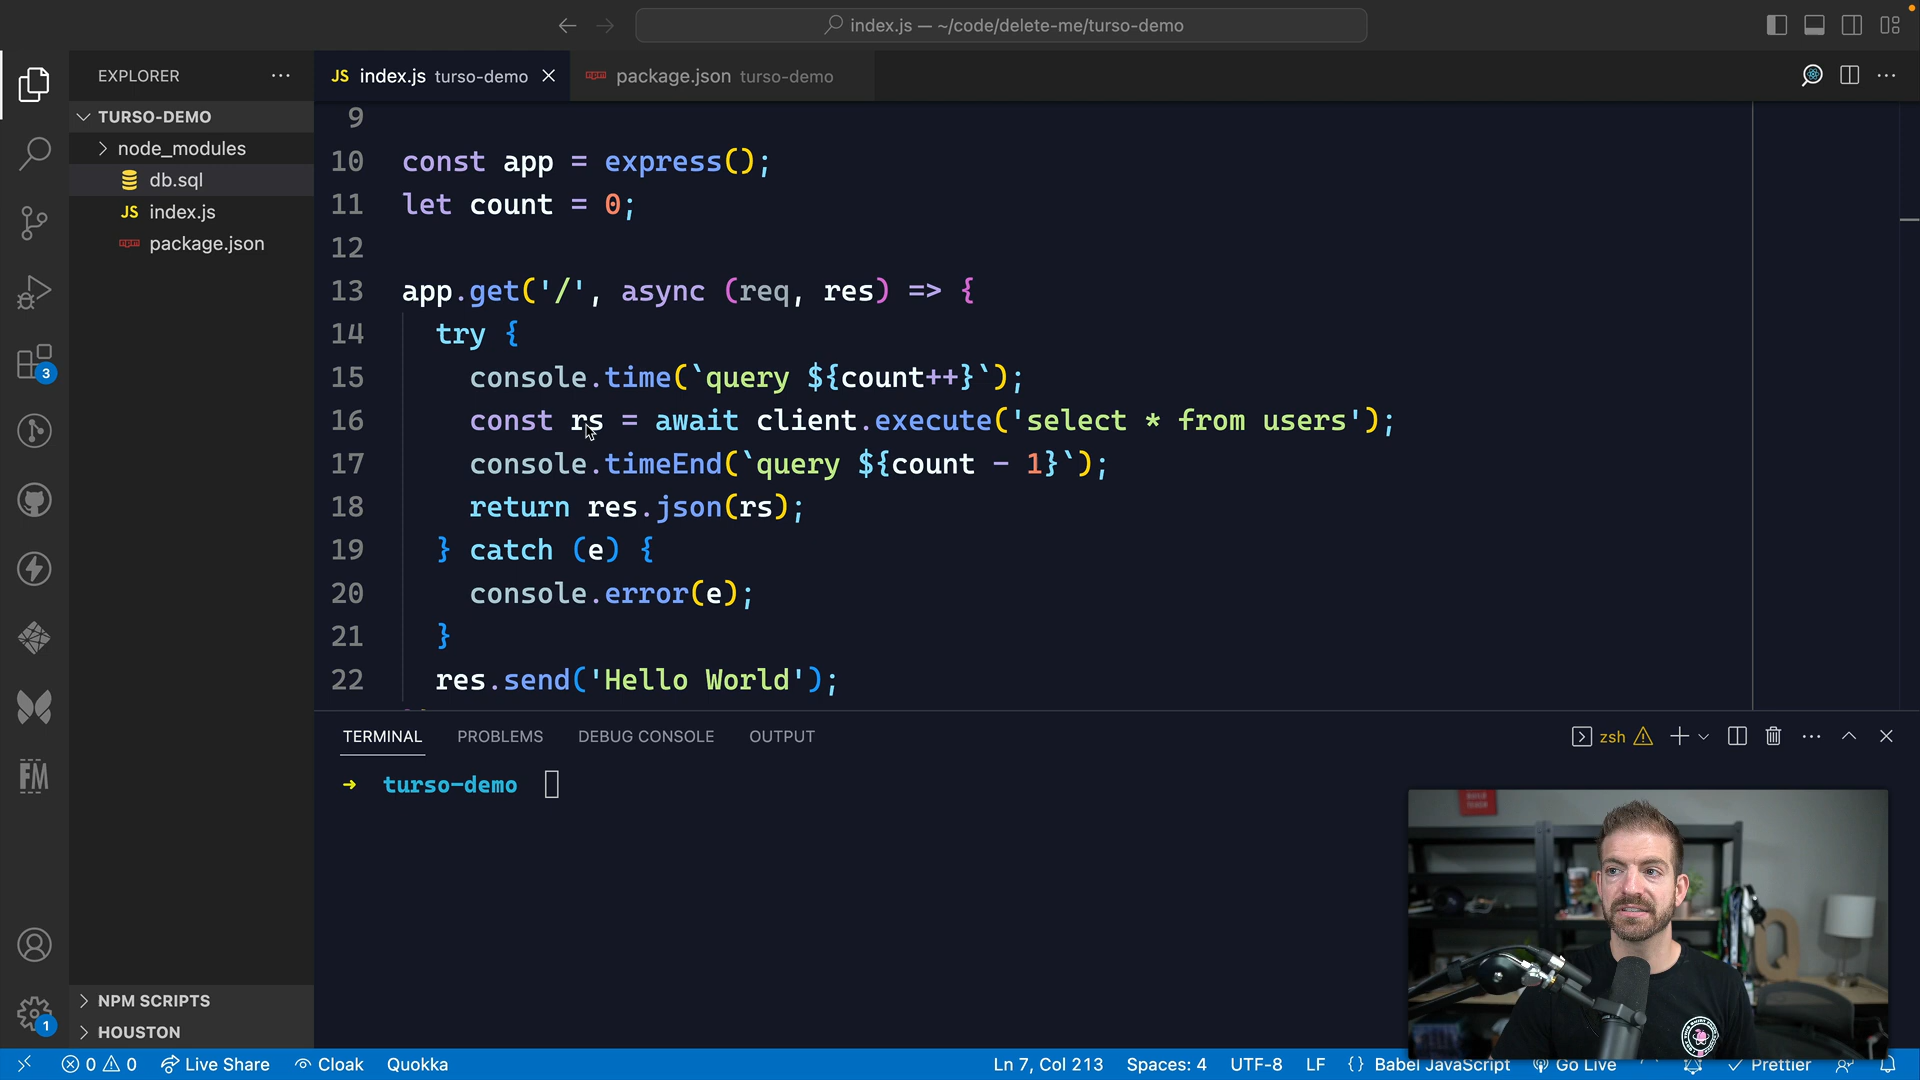 index.js — ~/code/delete-me/turso-demo
EXPLORER
JS index.js turso-demo
package.json turso-demo
TURSO-DEMO
node_modules
db.sql
JS index.js
package.json
9
10 const app = express();
11 let count = 0;
12
13 app.get('/', async (req, res) => {
14 try {
15 console.time(`query ${count++}`);
16 const rs = await client.execute('select * from users');
17 console.timeEnd(`query ${count - 1}`);
18 return res.json(rs);
19 } catch (e) {
20 console.error(e);
21 }
22 res.send('Hello World');
3
FM
TERMINAL PROBLEMS DEBUG CONSOLE OUTPUT
zsh
➜ turso-demo
NPM SCRIPTS
HOUSTON
1
0 0 Live Share Cloak Quokka
Ln 7, Col 213 Spaces: 4 UTF-8 LF {} Babel JavaScript Go Live Prettier